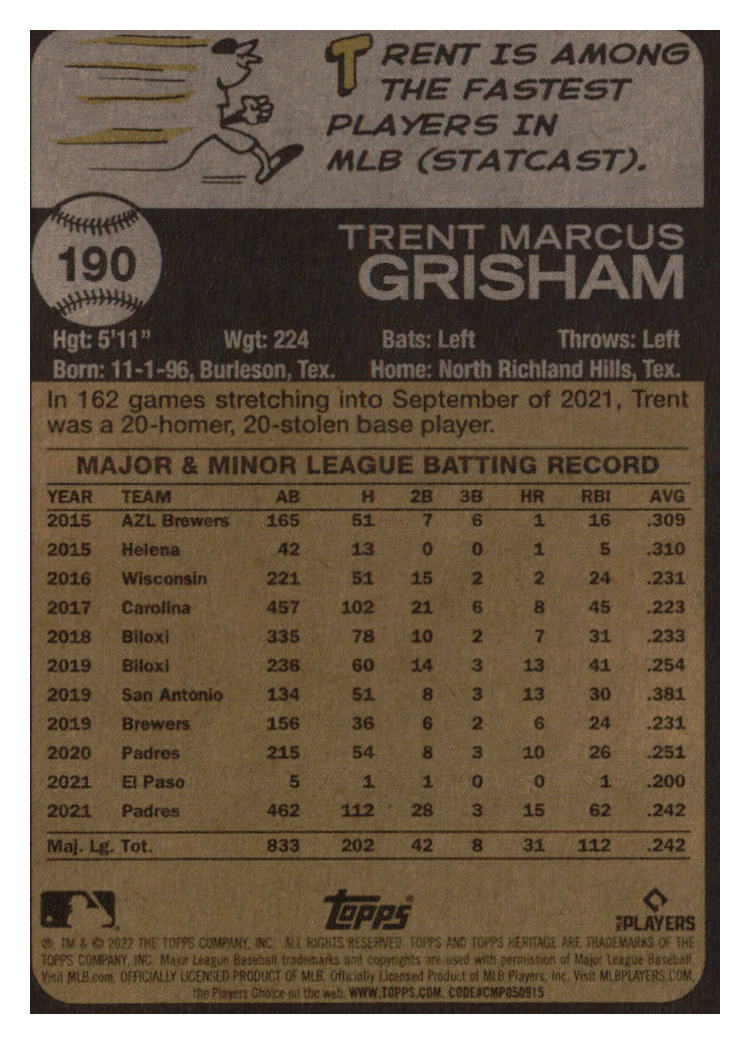 TRENT IS AMONG
THE FASTEST
PLAYERS IN
MLB (STATCAST).
190
TRENT MARCUS
GRISHAM
Hgt: 5'11" Wgt: 224 Bats: Left Throws: Left
Born: 11-1-96, Burleson, Tex. Home: North Richland Hills, Tex.
In 162 games stretching into September of 2021, Trent
was a 20-homer, 20-stolen base player.
MAJOR & MINOR LEAGUE BATTING RECORD
YEAR TEAM AB H 2B 3B HR RBI AVG
2015 AZL Brewers 165 51 7 6 1 16 .309
2015 Helena 42 13 0 0 1 5 .310
2016 Wisconsin 221 51 15 2 2 24 .231
2017 Carolina 457 102 21 6 8 45 .223
2018 Biloxi 335 78 10 2 7 31 .233
2019 Biloxi 236 60 14 3 13 41 .254
2019 San Antonio 134 51 8 3 13 30 .381
2019 Brewers 156 36 6 2 6 24 .231
2020 Padres 215 54 8 3 10 26 .251
2021 El Paso 5 1 1 0 0 1 .200
2021 Padres 462 112 28 3 15 62 .242
Maj. Lg. Tot. 833 202 42 8 31 112 .242
Topps
PLAYERS
®, TM & © 2022 THE TOPPS COMPANY, INC. ALL RIGHTS RESERVED. TOPPS AND TOPPS HERITAGE ARE TRADEMARKS OF THE
TOPPS COMPANY, INC. Major League Baseball trademarks and copyrights are used with permission of Major League Baseball.
Visit MLB.com. OFFICIALLY LICENSED PRODUCT OF MLB. Officially Licensed Product of MLB Players, Inc. Visit MLBPLAYERS.COM,
the Players Choice on the web. WWW.TOPPS.COM. CODE#CMP050915